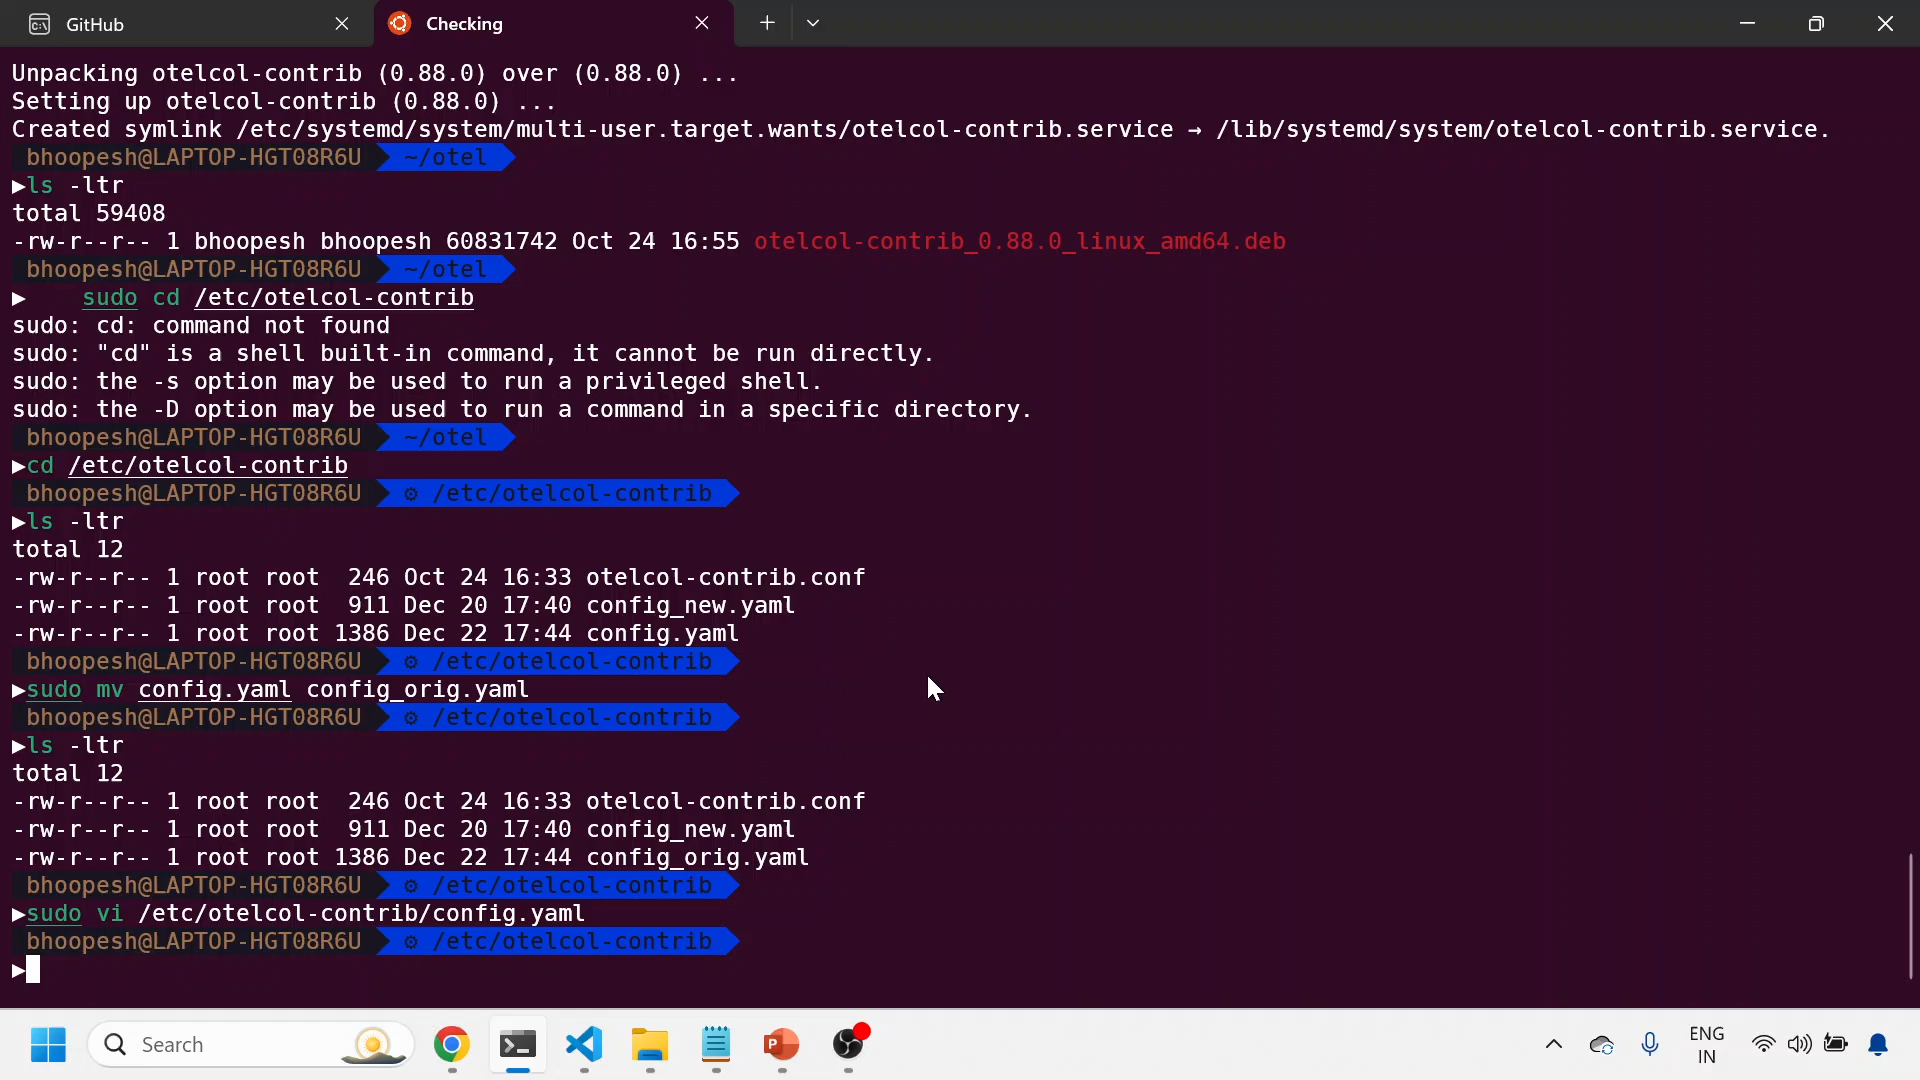 GitHub
Checking
Unpacking otelcol-contrib (0.88.0) over (0.88.0) ...
Setting up otelcol-contrib (0.88.0) ...
Created symlink /etc/systemd/system/multi-user.target.wants/otelcol-contrib.service → /lib/systemd/system/otelcol-contrib.service.
bhoopesh@LAPTOP-HGT08R6U ~/otel
▶ls -ltr
total 59408
-rw-r--r-- 1 bhoopesh bhoopesh 60831742 Oct 24 16:55 otelcol-contrib_0.88.0_linux_amd64.deb
bhoopesh@LAPTOP-HGT08R6U ~/otel
▶    sudo cd /etc/otelcol-contrib
sudo: cd: command not found
sudo: "cd" is a shell built-in command, it cannot be run directly.
sudo: the -s option may be used to run a privileged shell.
sudo: the -D option may be used to run a command in a specific directory.
bhoopesh@LAPTOP-HGT08R6U ~/otel
▶cd /etc/otelcol-contrib
bhoopesh@LAPTOP-HGT08R6U ⚙ /etc/otelcol-contrib
▶ls -ltr
total 12
-rw-r--r-- 1 root root  246 Oct 24 16:33 otelcol-contrib.conf
-rw-r--r-- 1 root root  911 Dec 20 17:40 config_new.yaml
-rw-r--r-- 1 root root 1386 Dec 22 17:44 config.yaml
bhoopesh@LAPTOP-HGT08R6U ⚙ /etc/otelcol-contrib
▶sudo mv config.yaml config_orig.yaml
bhoopesh@LAPTOP-HGT08R6U ⚙ /etc/otelcol-contrib
▶ls -ltr
total 12
-rw-r--r-- 1 root root  246 Oct 24 16:33 otelcol-contrib.conf
-rw-r--r-- 1 root root  911 Dec 20 17:40 config_new.yaml
-rw-r--r-- 1 root root 1386 Dec 22 17:44 config_orig.yaml
bhoopesh@LAPTOP-HGT08R6U ⚙ /etc/otelcol-contrib
▶sudo vi /etc/otelcol-contrib/config.yaml
bhoopesh@LAPTOP-HGT08R6U ⚙ /etc/otelcol-contrib
▶
Search
ENG
IN